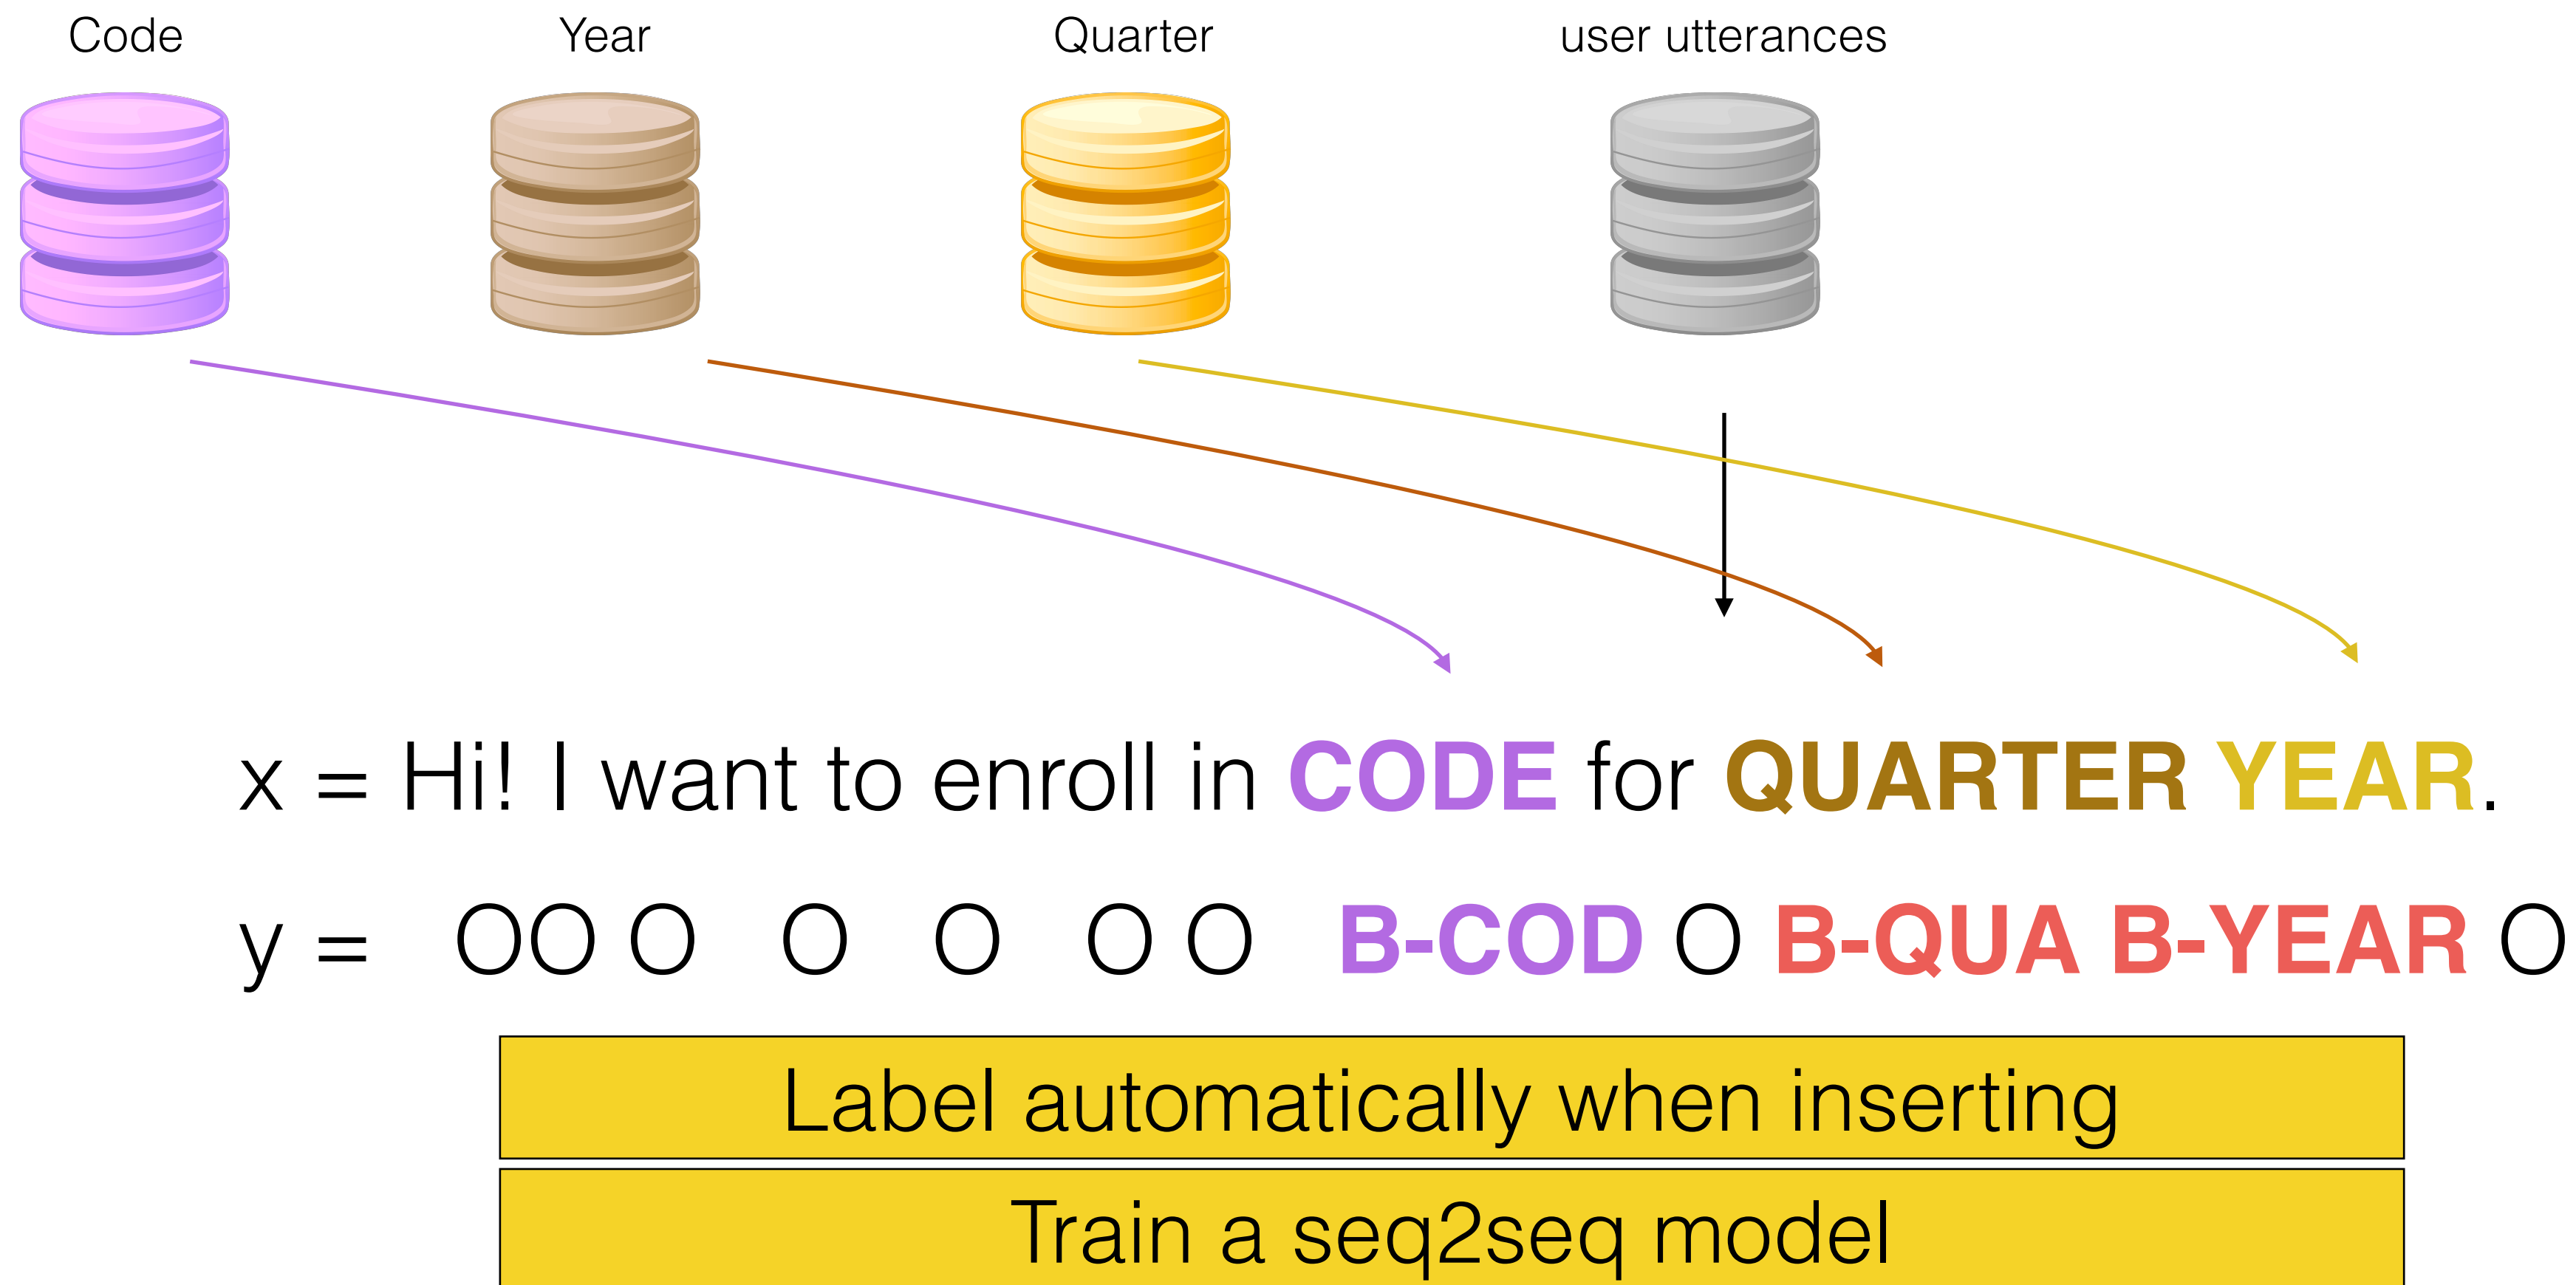 Code Year Quarter user utterances
x = Hi! I want to enroll in CODE for QUARTER YEAR.
y = OO O O O O O B-COD O B-QUA B-YEAR O
Label automatically when inserting
Train a seq2seq model